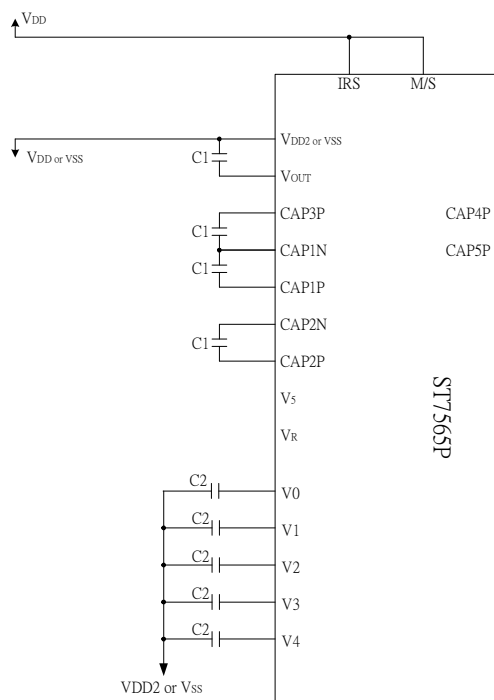 VDD
IRS M/S
VDD2 or VSS
VDD or VSS
C1
VOUT
CAP3P CAP4P
C1
CAP1N CAP5P
C1
CAP1P
CAP2N
C1
CAP2P
V5
ST7565P
VR
C2
V0
C2
V1
C2
V2
C2
V3
C2
V4
VDD2 or VSS